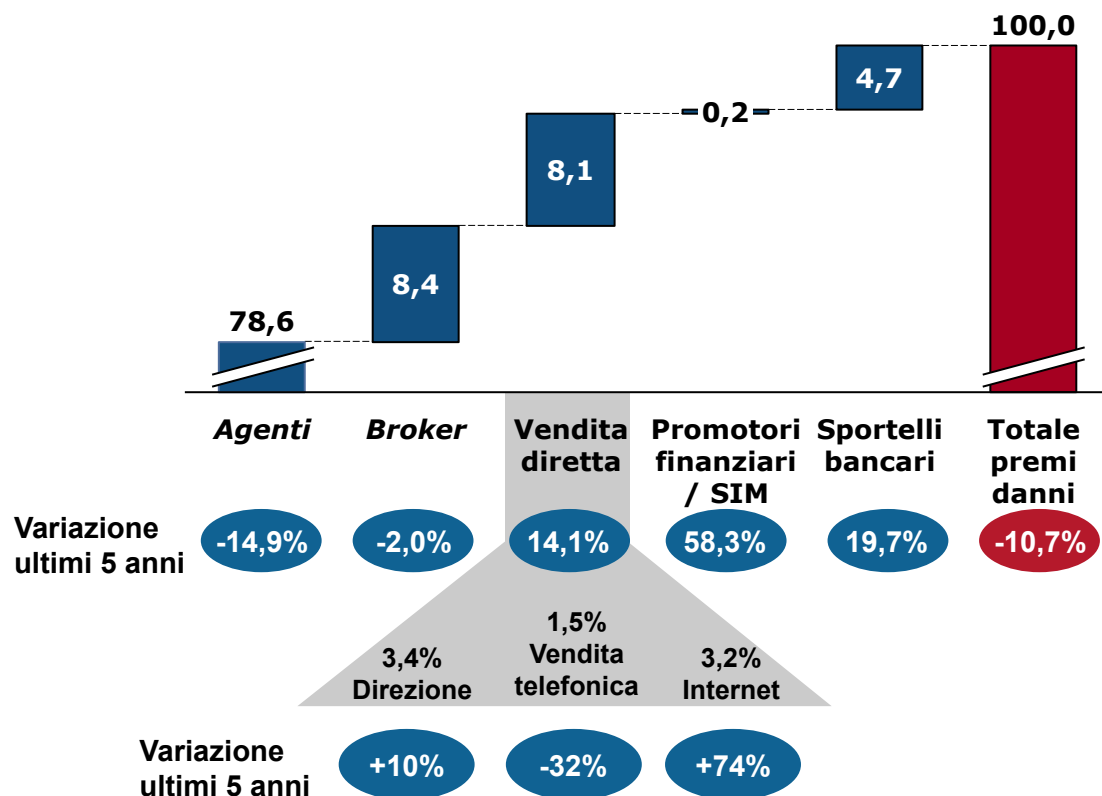 100,0
4,7
0,2
8,1
8,4
78,6
Agenti Broker Vendita diretta Promotori finanziari / SIM Sportelli bancari Totale premi danni
Variazione ultimi 5 anni
-14,9% -2,0% 14,1% 58,3% 19,7% -10,7%
3,4% Direzione
1,5% Vendita telefonica
3,2% Internet
Variazione ultimi 5 anni
+10% -32% +74%